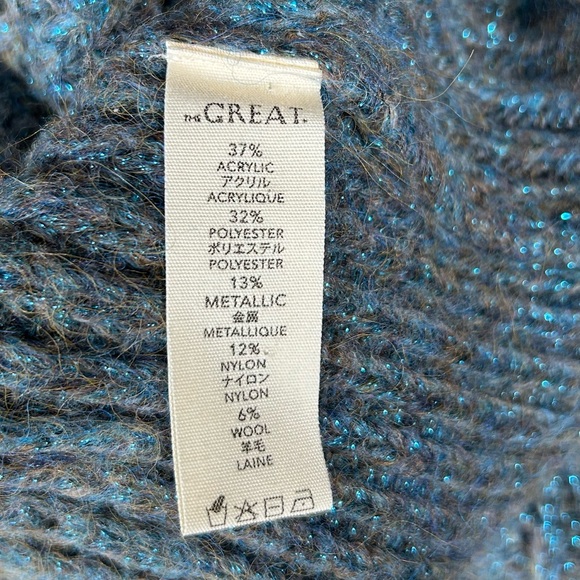 THE GREAT.
37%
ACRYLIC
アクリル
ACRYLIQUE
32%
POLYESTER
ポリエステル
POLYESTER
13%
METALLIC
金属
METALLIQUE
12%
NYLON
ナイロン
NYLON
6%
WOOL
羊毛
LAINE